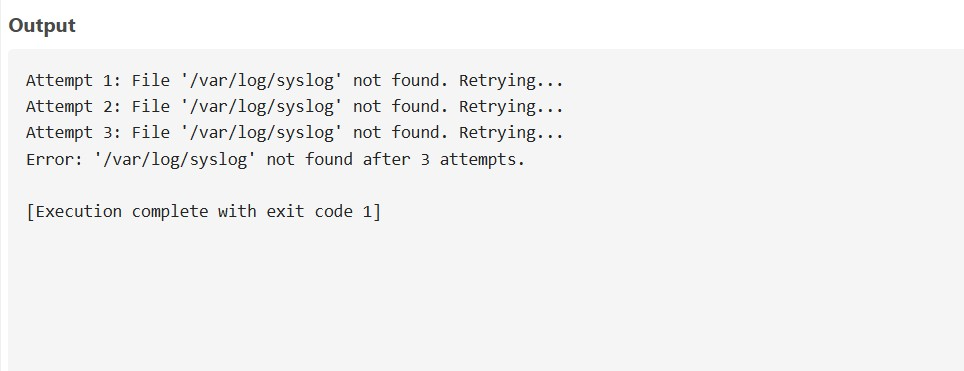 Output
Attempt 1: File '/var/log/syslog' not found. Retrying...
Attempt 2: File '/var/log/syslog' not found. Retrying...
Attempt 3: File '/var/log/syslog' not found. Retrying...
Error: '/var/log/syslog' not found after 3 attempts.
[Execution complete with exit code 1]